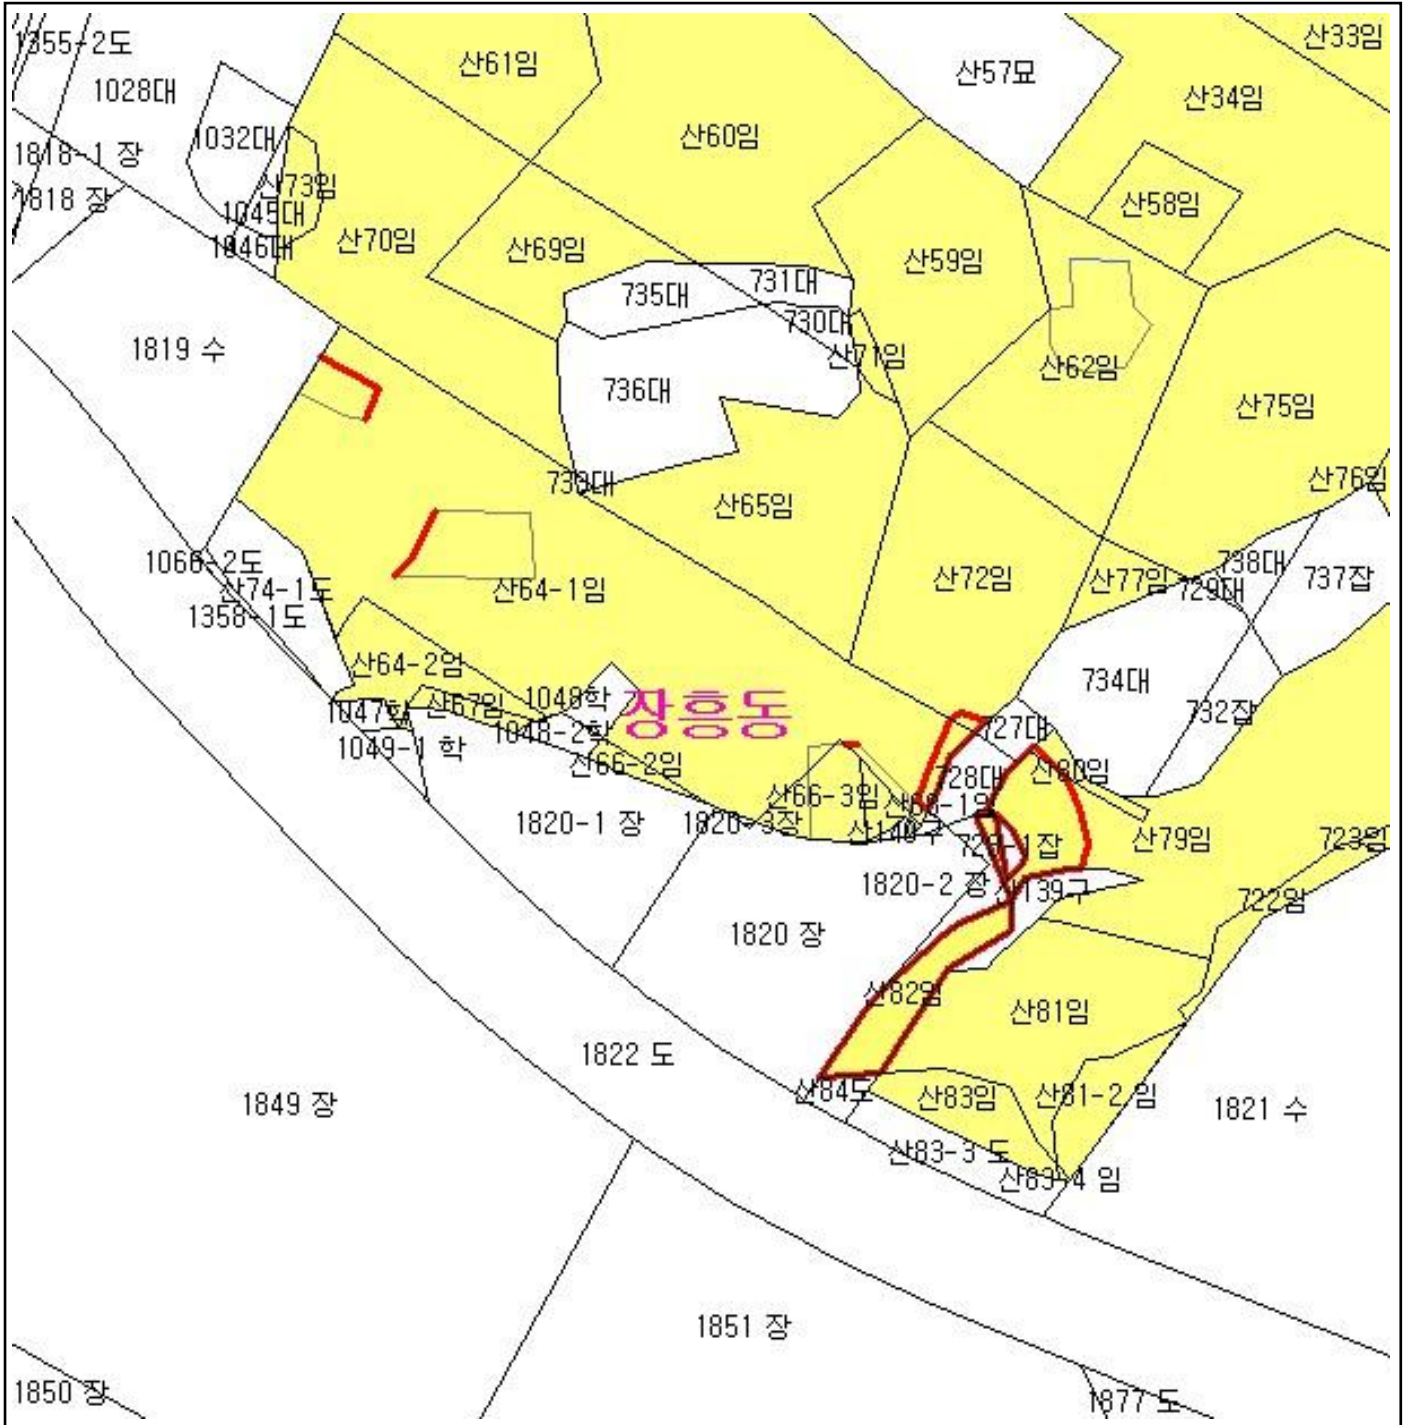 1355-2도
산61임
산57묘
산33임
1028대
산34임
1032대
산60임
1818-1 장
산73임
1818 장
1045대
산58임
1046대
산70임
산69임
산59임
735대
731대
730대
1819 수
산71임
산62임
736대
산75임
산76임
산65임
1066-2도
산74-1도
산64-1임
산72임
산77임
738대
729대
737잡
1358-1도
734대
732잡
산64-2임
1047학
산67임
1048학
1048-2학
장흥동
727대
1049-1 학
산66-2임
728대
산80임
산66-3임
산68-1임
1820-1 장
1820-3장
산140구
산79임
723임
1820-2 장
산139구
722임
1820 장
산82임
산81임
1822 도
산84도
산83임
산81-2 임
1849 장
1821 수
산83-3 도
산83-4 임
1851 장
1850 장
1877 도